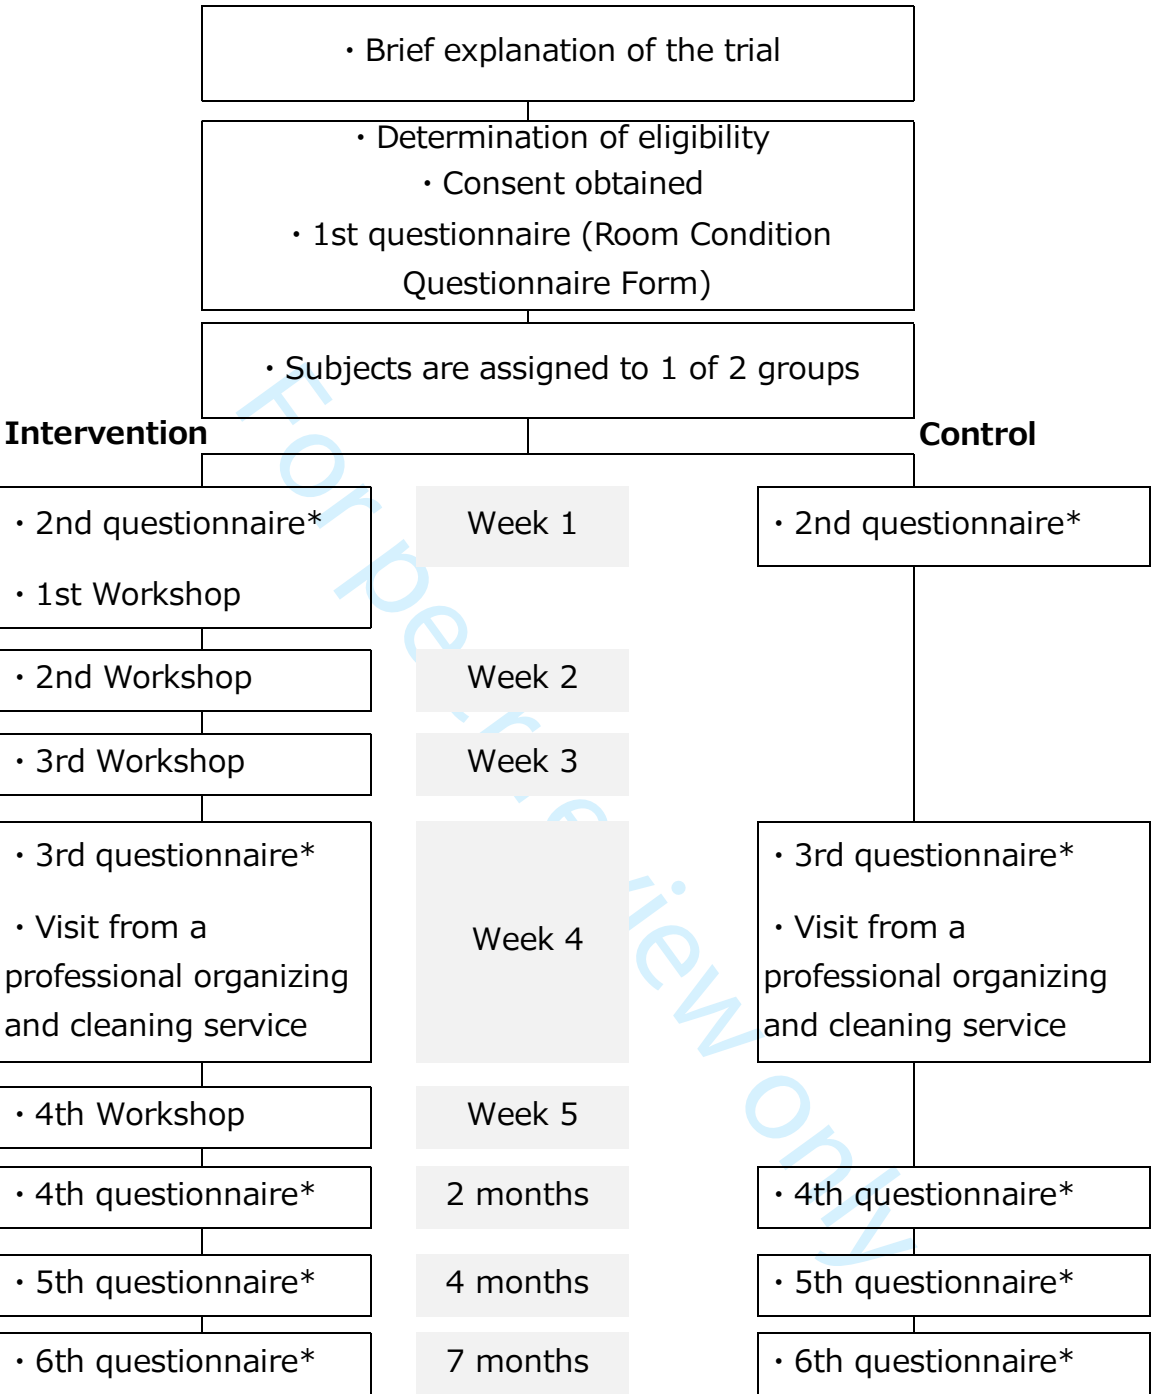 ・Brief explanation of the trial
・Determination of eligibility
・Consent obtained
・1st questionnaire (Room Condition
Questionnaire Form)
・Subjects are assigned to 1 of 2 groups
Intervention
Control
・2nd questionnaire*
・1st Workshop
Week 1
・2nd questionnaire*
・2nd Workshop
Week 2
・3rd Workshop
Week 3
・3rd questionnaire*
・Visit from a
professional organizing
and cleaning service
Week 4
・3rd questionnaire*
・Visit from a
professional organizing
and cleaning service
・4th Workshop
Week 5
・4th questionnaire*
2 months
・4th questionnaire*
・5th questionnaire*
4 months
・5th questionnaire*
・6th questionnaire*
7 months
・6th questionnaire*
For peer review only